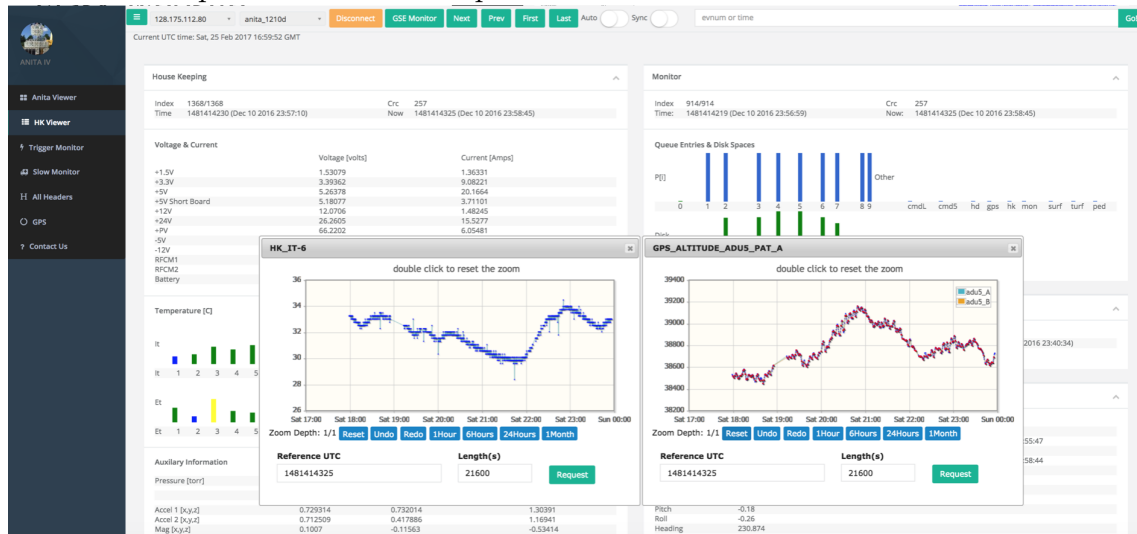 128.175.112.80 anita_1210d Disconnect GSE Monitor Next Prev First Last Auto Sync evnum or time Go!
Current UTC time: Sat, 25 Feb 2017 16:59:52 GMT
ANITA IV
Anita Viewer
HK Viewer
Trigger Monitor
Slow Monitor
All Headers
GPS
Contact Us
House Keeping
Index 1368/1368 Crc 257
Time 1481414230 (Dec 10 2016 23:57:10) Now 1481414325 (Dec 10 2016 23:58:45)
Voltage & Current
Voltage [volts] Current [Amps]
+1.5V 1.53079 1.36331
+3.3V 3.39362 9.08221
+5V 5.26378 20.1664
+5V Short Board 5.18077 3.71101
+12V 12.0706 1.48245
+24V 26.2605 15.5277
+PV 66.2202 6.05481
-5V
-12V
RFCM1
RFCM2
Battery
Temperature [C]
It
It 1 2 3 4 5
Et
Et 1 2 3 4 5
Auxilary Information
Pressure [torr]
Accel 1 [x,y,z] 0.729314 0.732014 1.30391
Accel 2 [x,y,z] 0.712509 0.417886 1.16941
Mag [x,y,z] 0.1007 -0.11563 -0.53414
Monitor
Index 914/914 Crc 257
Time: 1481414219 (Dec 10 2016 23:56:59) Now: 1481414325 (Dec 10 2016 23:58:45)
Queue Entries & Disk Spaces
P[i] Other
0 1 2 3 4 5 6 7 8 9 cmdL cmdS hd gps hk mon surf turf ped
Disk
2016 23:40:34)
:55:47
:58:44
Pitch -0.18
Roll -0.26
Heading 230.874
HK_IT-6
double click to reset the zoom
36
34
32
30
28
26
Sat 17:00 Sat 18:00 Sat 19:00 Sat 20:00 Sat 21:00 Sat 22:00 Sat 23:00 Sun 00:00
Zoom Depth: 1/1 Reset Undo Redo 1Hour 6Hours 24Hours 1Month
Reference UTC Length(s)
1481414325 21600 Request
GPS_ALTITUDE_ADU5_PAT_A
double click to reset the zoom
adu5_A
adu5_B
39400
39200
39000
38800
38600
38400
38200
Sat 17:00 Sat 18:00 Sat 19:00 Sat 20:00 Sat 21:00 Sat 22:00 Sat 23:00 Sun 00:00
Zoom Depth: 1/1 Reset Undo Redo 1Hour 6Hours 24Hours 1Month
Reference UTC Length(s)
1481414325 21600 Request